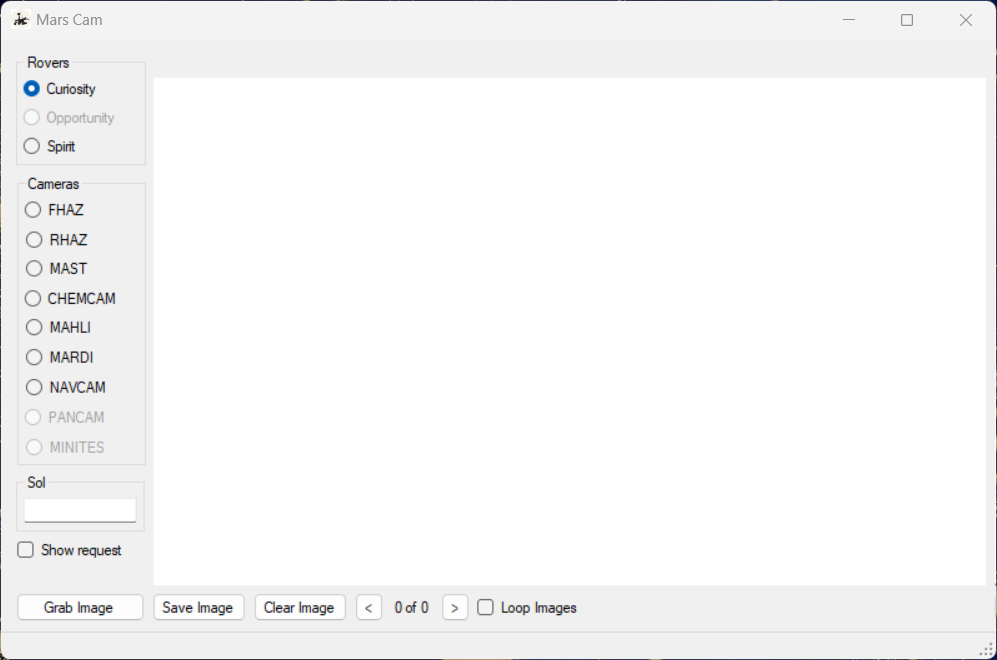 Mars Cam
Rovers
Curiosity
Opportunity
Spirit
Cameras
FHAZ
RHAZ
MAST
CHEMCAM
MAHLI
MARDI
NAVCAM
PANCAM
MINITES
Sol
Show request
Grab Image Save Image Clear Image < 0 of 0 > Loop Images